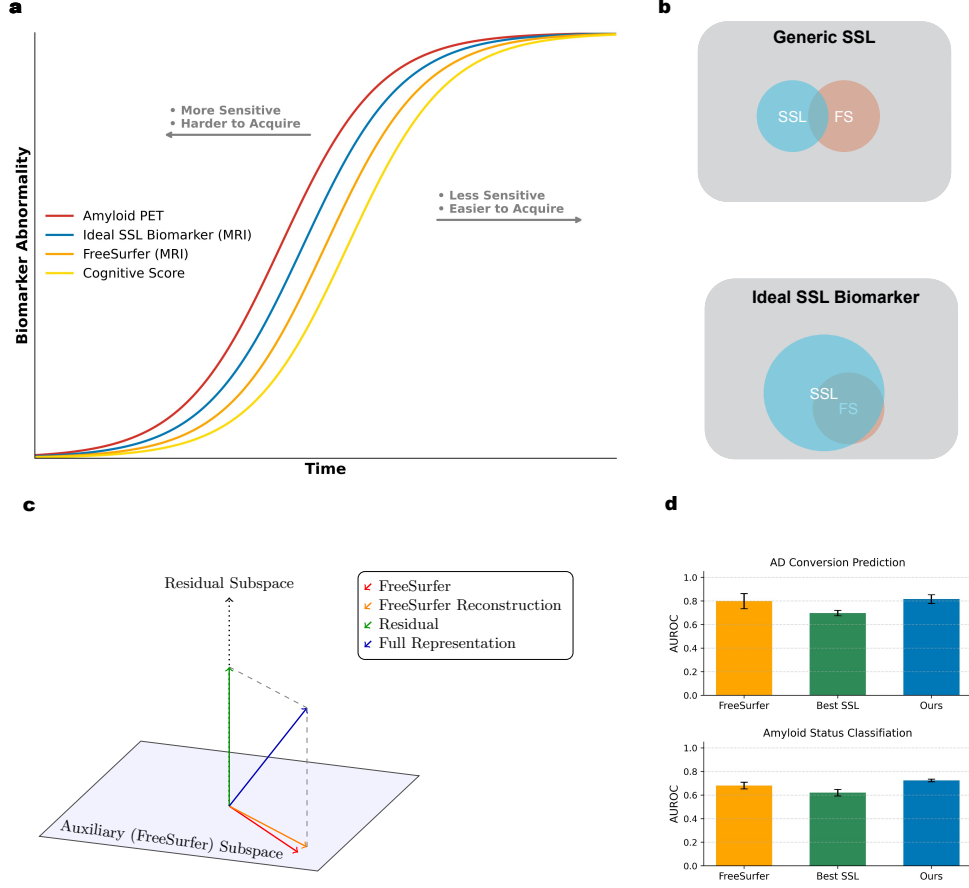 a
Biomarker Abnormality
• More Sensitive
• Harder to Acquire
• Less Sensitive
• Easier to Acquire
Amyloid PET
Ideal SSL Biomarker (MRI)
FreeSurfer (MRI)
Cognitive Score
Time
b
Generic SSL
SSL
FS
Ideal SSL Biomarker
SSL
FS
c
Residual Subspace
FreeSurfer
FreeSurfer Reconstruction
Residual
Full Representation
Auxiliary (FreeSurfer) Subspace
d
AD Conversion Prediction
AUROC
1.0
0.8
0.6
0.4
0.2
0.0
FreeSurfer
Best SSL
Ours
Amyloid Status Classifiation
AUROC
1.0
0.8
0.6
0.4
0.2
0.0
FreeSurfer
Best SSL
Ours